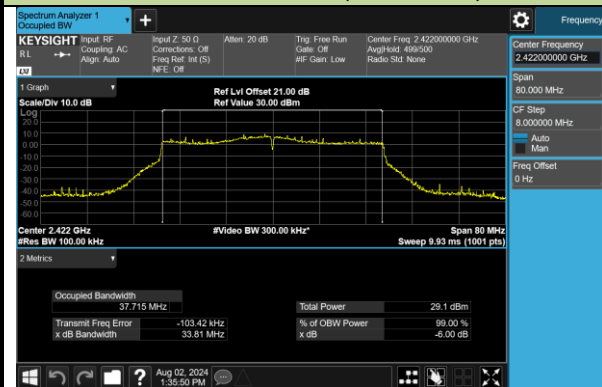 Spectrum Analyzer 1
Occupied BW
Frequency
KEYSIGHT
RL
Input: RF
Coupling: AC
Align: Auto
Input Z: 50 Ω
Corrections: Off
Freq Ref: Int (S)
NFE: Off
Atten: 20 dB
Trig: Free Run
Gate: Off
#IF Gain: Low
Center Freq: 2.422000000 GHz
Avg|Hold: 499/500
Radio Std: None
Center Frequency
2.422000000 GHz
Span
80.000 MHz
CF Step
8.000000 MHz
Auto
Man
Freq Offset
0 Hz
1 Graph
Scale/Div 10.0 dB
Ref Lvl Offset 21.00 dB
Ref Value 30.00 dBm
Log
20.0
10.0
0.00
-10.0
-20.0
-30.0
-40.0
-50.0
-60.0
Center 2.422 GHz
#Video BW 300.00 kHz*
Span 80 MHz
#Res BW 100.00 kHz
Sweep 9.93 ms (1001 pts)
2 Metrics
Occupied Bandwidth
37.715 MHz
Total Power
29.1 dBm
Transmit Freq Error
-103.42 kHz
% of OBW Power
99.00 %
x dB Bandwidth
33.81 MHz
x dB
-6.00 dB
?
Aug 02, 2024
1:35:50 PM